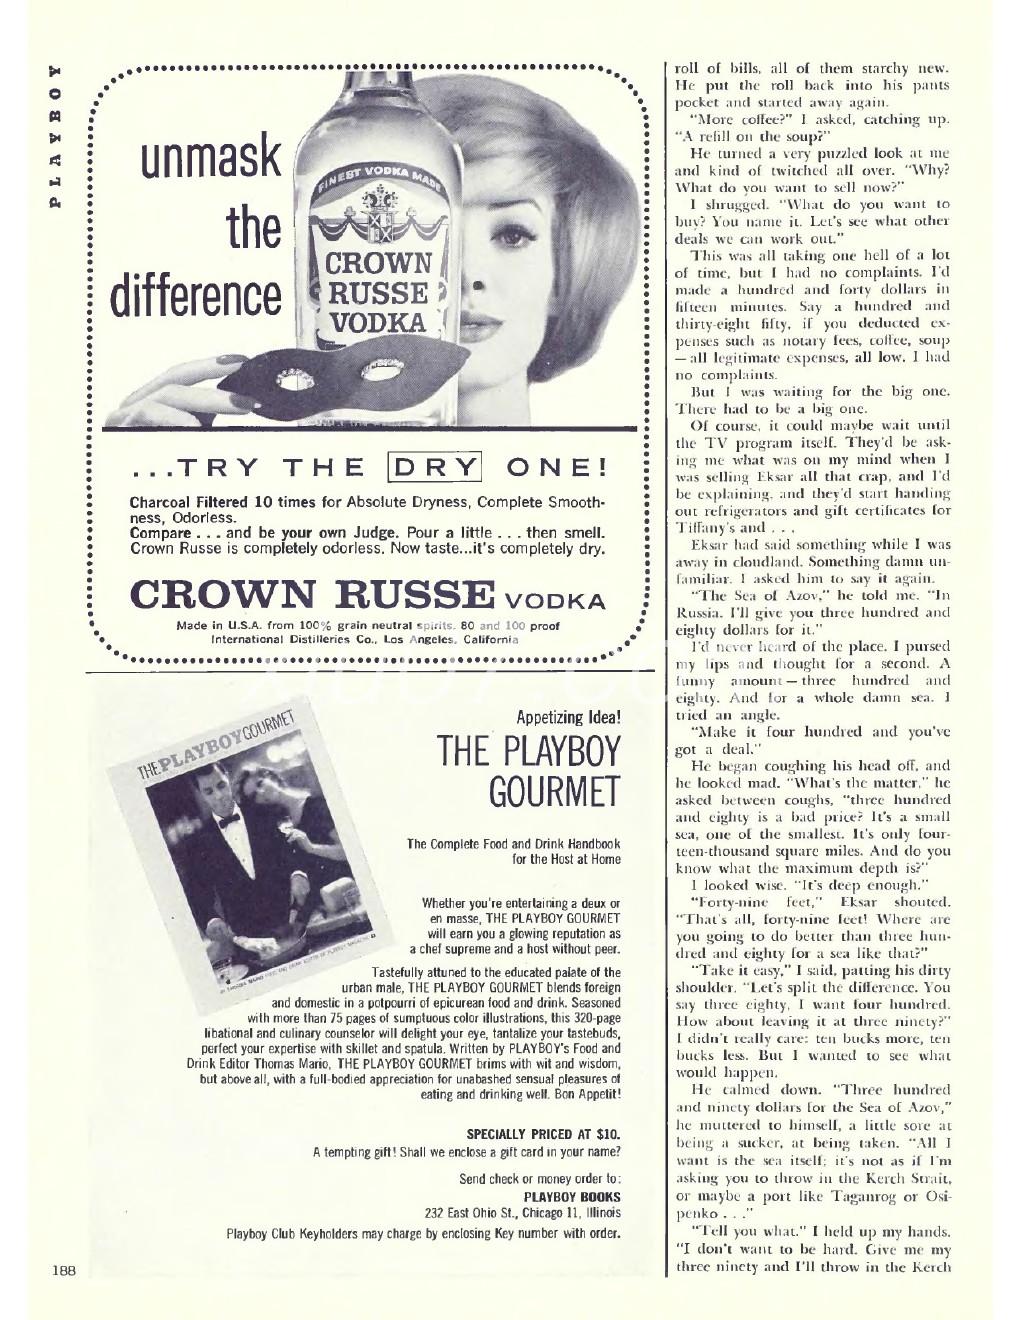 PLAYBOY
unmask
the
difference
FINEST VODKA MADE
CROWN
RUSSE
VODKA
...TRY THE DRY ONE!
Charcoal Filtered 10 times for Absolute Dryness, Complete Smooth-
ness, Odorless.
Compare . . . and be your own Judge. Pour a little . . . then smell.
Crown Russe is completely odorless. Now taste...it's completely dry.
CROWN RUSSE VODKA
Made in U.S.A. from 100% grain neutral spirits. 80 and 100 proof
International Distilleries Co., Los Angeles, California
THE PLAYBOY GOURMET
Appetizing Idea!
THE PLAYBOY
GOURMET
The Complete Food and Drink Handbook
for the Host at Home
Whether you're entertaining a deux or
en masse, THE PLAYBOY GOURMET
will earn you a glowing reputation as
a chef supreme and a host without peer.
Tastefully attuned to the educated palate of the
urban male, THE PLAYBOY GOURMET blends foreign
and domestic in a potpourri of epicurean food and drink. Seasoned
with more than 75 pages of sumptuous color illustrations, this 320-page
libational and culinary counselor will delight your eye, tantalize your tastebuds,
perfect your expertise with skillet and spatula. Written by PLAYBOY's Food and
Drink Editor Thomas Mario, THE PLAYBOY GOURMET brims with wit and wisdom,
but above all, with a full-bodied appreciation for unabashed sensual pleasures of
eating and drinking well. Bon Appetit!
SPECIALLY PRICED AT $10.
A tempting gift! Shall we enclose a gift card in your name?
Send check or money order to:
PLAYBOY BOOKS
232 East Ohio St., Chicago 11, Illinois
Playboy Club Keyholders may charge by enclosing Key number with order.
188
roll of bills, all of them starchy new.
He put the roll back into his pants
pocket and started away again.
"More coffee?" I asked, catching up.
"A refill on the soup?"
He turned a very puzzled look at me
and kind of twitched all over. "Why?
What do you want to sell now?"
I shrugged. "What do you want to
buy? You name it. Let's see what other
deals we can work out."
This was all taking one hell of a lot
of time, but I had no complaints. I'd
made a hundred and forty dollars in
fifteen minutes. Say a hundred and
thirty-eight fifty, if you deducted ex-
penses such as notary fees, coffee, soup
— all legitimate expenses, all low. I had
no complaints.
But I was waiting for the big one.
There had to be a big one.
Of course, it could maybe wait until
the TV program itself. They'd be ask-
ing me what was on my mind when I
was selling Eksar all that crap, and I'd
be explaining, and they'd start handing
out refrigerators and gift certificates for
Tiffany's and . . .
Eksar had said something while I was
away in cloudland. Something damn un-
familiar. I asked him to say it again.
"The Sea of Azov," he told me. "In
Russia. I'll give you three hundred and
eighty dollars for it."
I'd never heard of the place. I pursed
my lips and thought for a second. A
funny amount — three hundred and
eighty. And for a whole damn sea. I
tried an angle.
"Make it four hundred and you've
got a deal."
He began coughing his head off, and
he looked mad. "What's the matter," he
asked between coughs, "three hundred
and eighty is a bad price? It's a small
sea, one of the smallest. It's only four-
teen-thousand square miles. And do you
know what the maximum depth is?"
I looked wise. "It's deep enough."
"Forty-nine feet," Eksar shouted.
"That's all, forty-nine feet! Where are
you going to do better than three hun-
dred and eighty for a sea like that?"
"Take it easy," I said, patting his dirty
shoulder. "Let's split the difference. You
say three eighty, I want four hundred.
How about leaving it at three ninety?"
I didn't really care: ten bucks more, ten
bucks less. But I wanted to see what
would happen.
He calmed down. "Three hundred
and ninety dollars for the Sea of Azov,"
he muttered to himself, a little sore at
being a sucker, at being taken. "All I
want is the sea itself; it's not as if I'm
asking you to throw in the Kerch Strait,
or maybe a port like Taganrog or Osi-
penko . . ."
"Tell you what." I held up my hands.
"I don't want to be hard. Give me my
three ninety and I'll throw in the Kerch